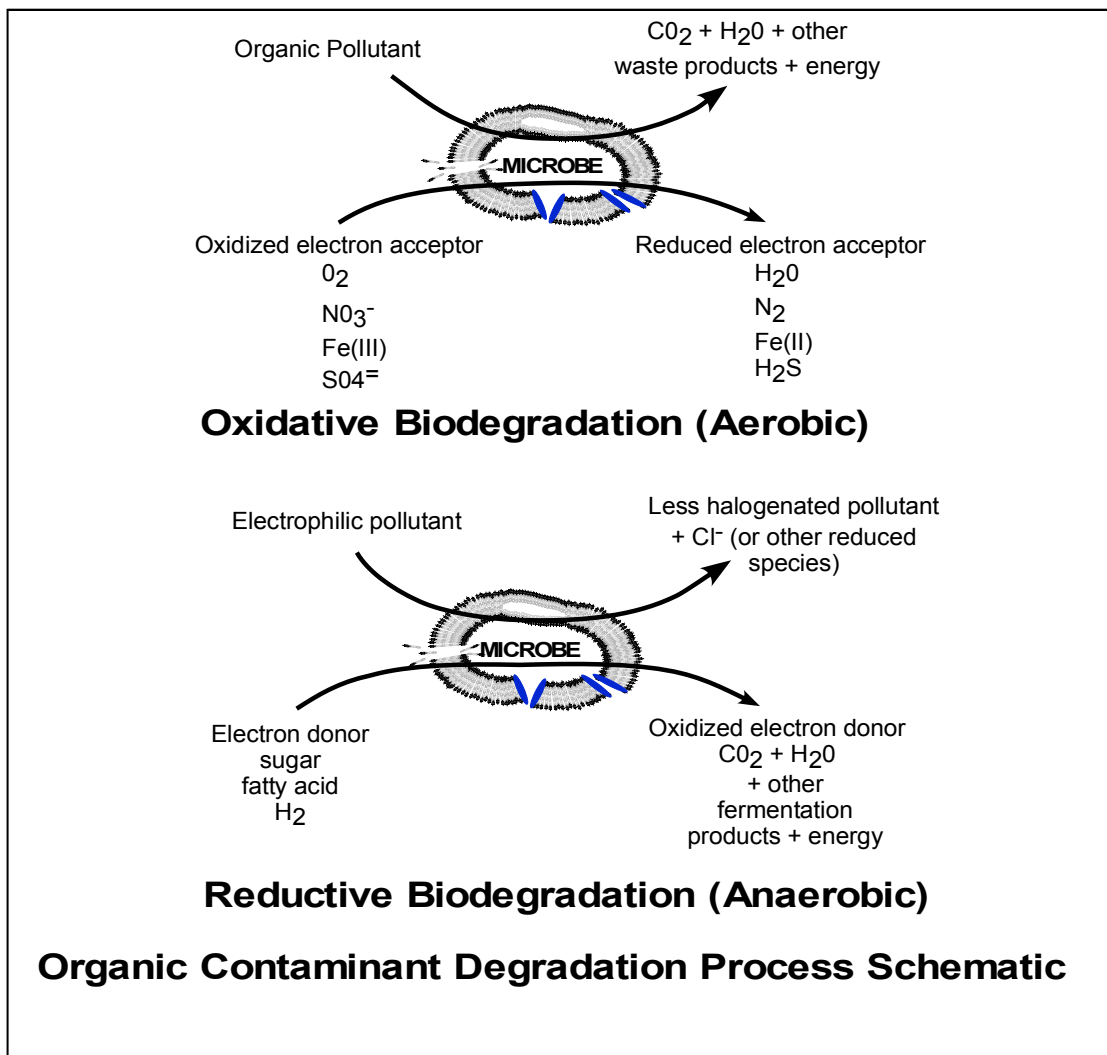 Organic Pollutant
C0₂ + H₂0 + other
waste products + energy
MICROBE
Oxidized electron acceptor
0₂
N0₃⁻
Fe(III)
S04⁼
Reduced electron acceptor
H₂0
N₂
Fe(II)
H₂S
Oxidative Biodegradation (Aerobic)
Electrophilic pollutant
Less halogenated pollutant
+ Cl⁻ (or other reduced
species)
MICROBE
Electron donor
sugar
fatty acid
H₂
Oxidized electron donor
C0₂ + H₂0
+ other
fermentation
products + energy
Reductive Biodegradation (Anaerobic)
Organic Contaminant Degradation Process Schematic